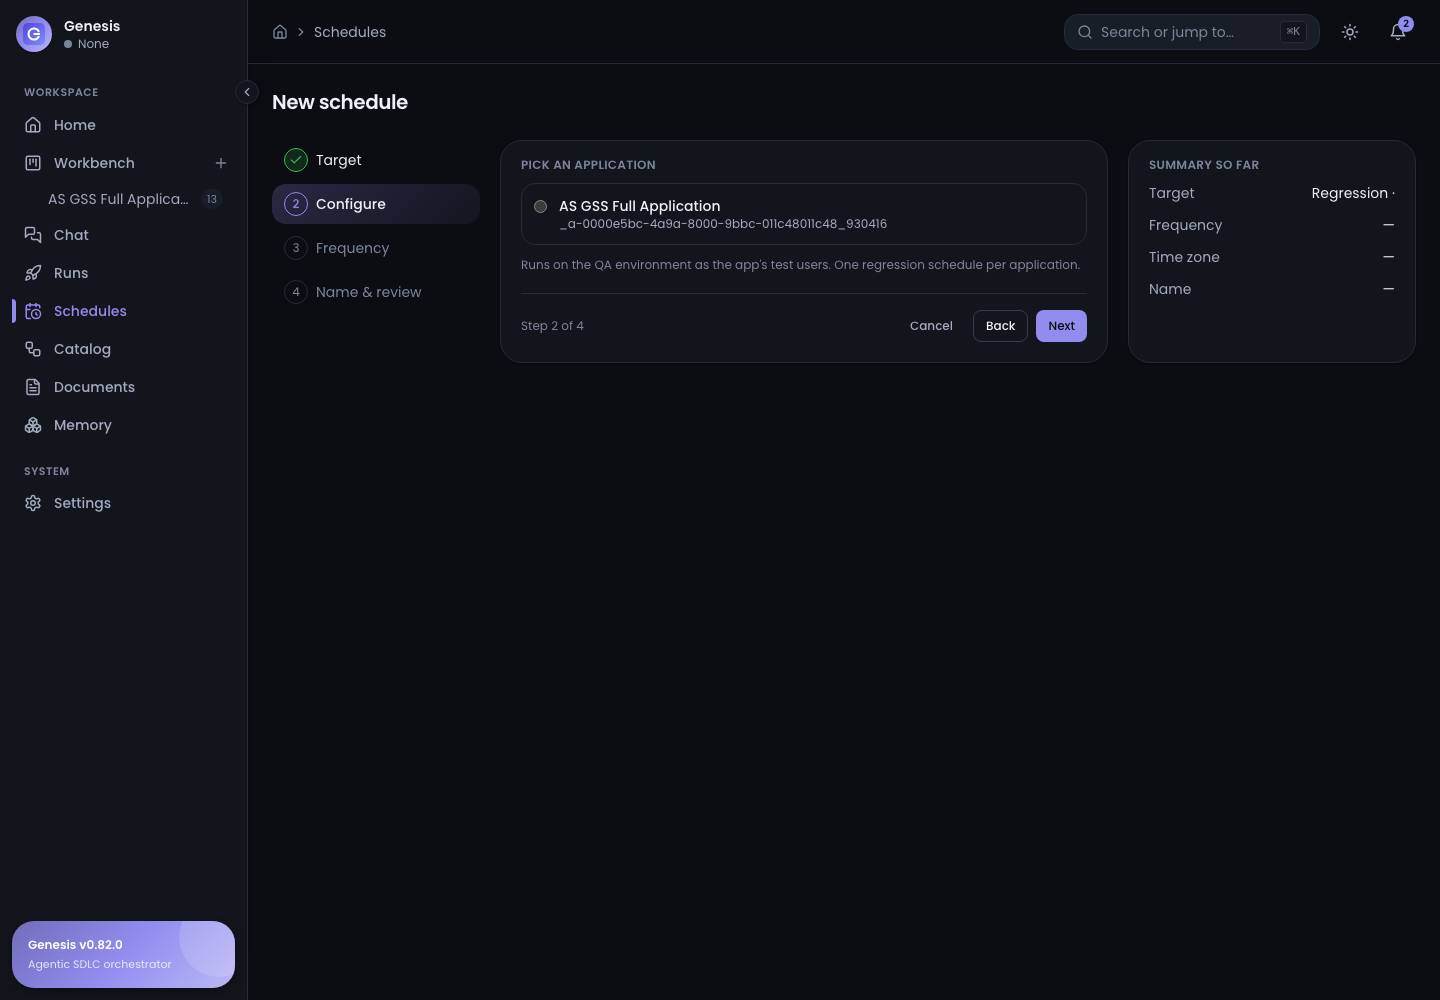 Genesis
None
Schedules
Search or jump to...
⌘K
2
WORKSPACE
Home
Workbench
AS GSS Full Applica...
13
Chat
Runs
Schedules
Catalog
Documents
Memory
SYSTEM
Settings
Genesis v0.82.0
Agentic SDLC orchestrator
New schedule
Target
2
Configure
3
Frequency
4
Name & review
PICK AN APPLICATION
AS GSS Full Application
_a-0000e5bc-4a9a-8000-9bbc-011c48011c48_930416
Runs on the QA environment as the app's test users. One regression schedule per application.
Step 2 of 4
Cancel
Back
Next
SUMMARY SO FAR
Target
Regression ·
Frequency
—
Time zone
—
Name
—